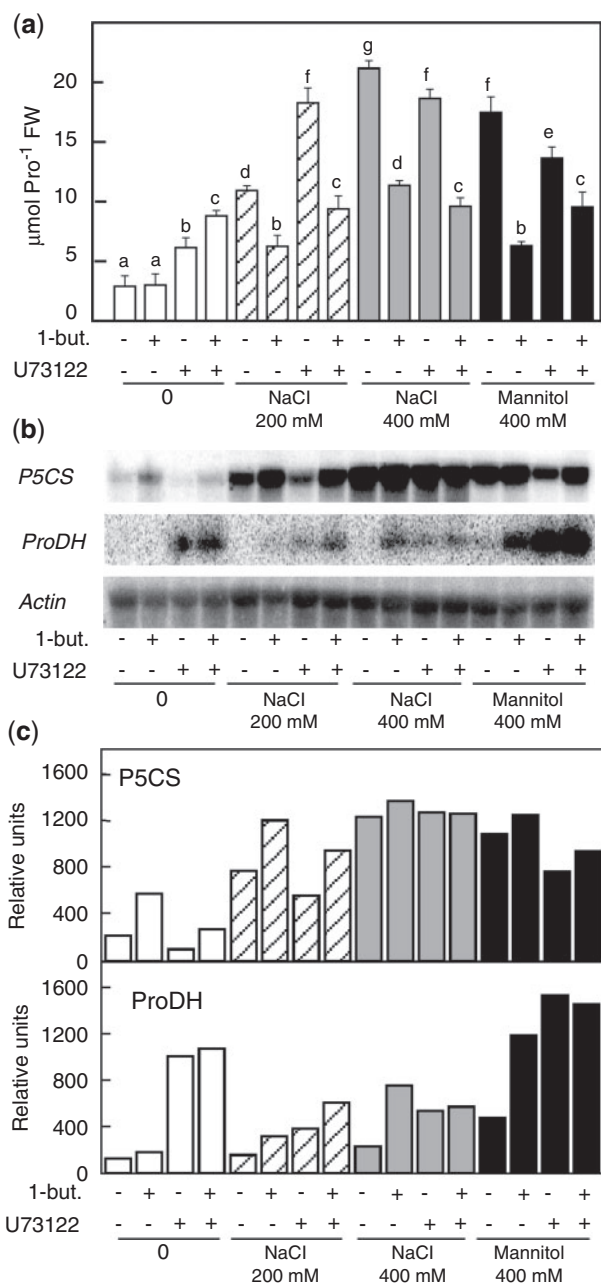 (a)
g
f
f
f
20
e
μmol Pro⁻¹ FW
15
d
d
10
c
c
c
c
b
b
b
5
a a
0
1-but. - + - + - + - + - + - + - + - +
U73122 - - + + - - + + - - + + - - + +
0 NaCl NaCl Mannitol
200 mM 400 mM 400 mM
(b)
P5CS
ProDH
Actin
1-but. - + - + - + - + - + - + - + - +
U73122 - - + + - - + + - - + + - - + +
0 NaCl NaCl Mannitol
200 mM 400 mM 400 mM
(c)
1600
P5CS
Relative units
1200
800
400
0
1600
ProDH
Relative units
1200
800
400
0
1-but. - + - + - + - + - + - + - + - +
U73122 - - + + - - + + - - + + - - + +
0 NaCl NaCl Mannitol
200 mM 400 mM 400 mM